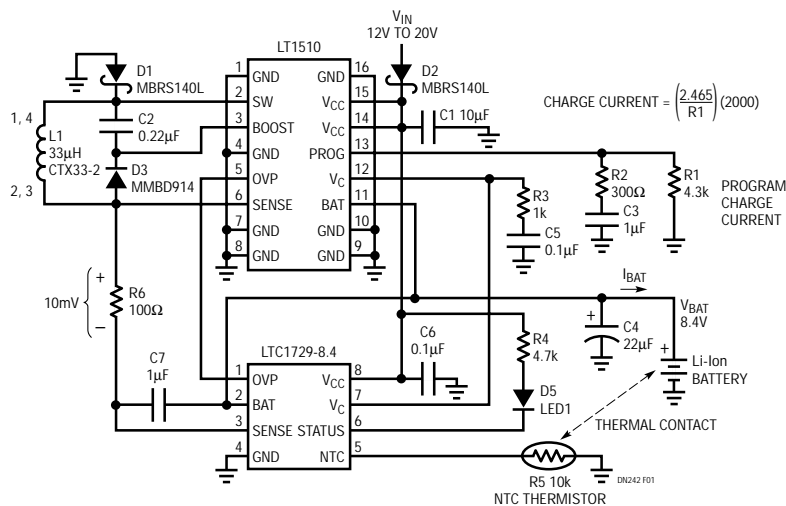 V_IN
12V TO 20V
LT1510
D1
MBRS140L
D2
MBRS140L
1 GND
2 SW
3 BOOST
4 GND
5 OVP
6 SENSE
7 GND
8 GND
GND 16
V_CC 15
V_CC 14
PROG 13
V_C 12
BAT 11
GND 10
GND 9
CHARGE CURRENT = (2.465/R1)(2000)
C1 10µF
1, 4
L1
33µH
CTX33-2
2, 3
C2
0.22µF
D3
MMBD914
R3
1k
C5
0.1µF
R2
300Ω
C3
1µF
R1
4.3k
PROGRAM
CHARGE
CURRENT
10mV
+
−
R6
100Ω
C7
1µF
I_BAT
V_BAT
8.4V
+
C4
22µF
+
Li-Ion
BATTERY
LTC1729-8.4
1 OVP
2 BAT
3 SENSE
4 GND
V_CC 8
V_C 7
STATUS 6
NTC 5
C6
0.1µF
R4
4.7k
D5
LED1
THERMAL CONTACT
R5 10k
NTC THERMISTOR
DN242 F01